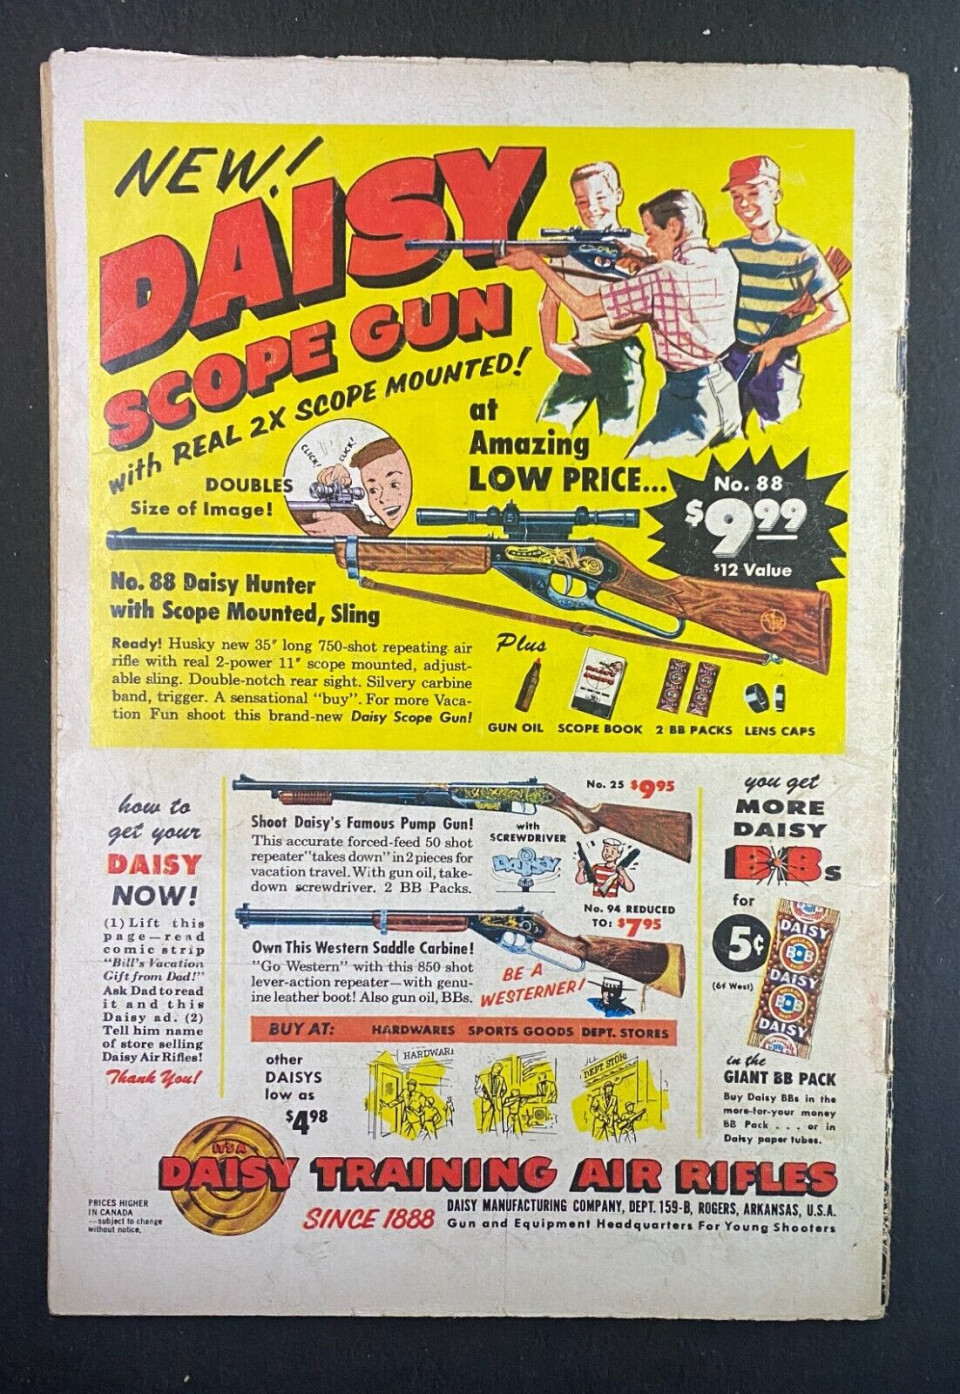 NEW!
DAISY
SCOPE GUN
with REAL 2X SCOPE MOUNTED!
CLICK! CLICK!
DOUBLES
Size of Image!
at
Amazing
LOW PRICE...
No. 88
$9.99
$12 Value
No. 88 Daisy Hunter
with Scope Mounted, Sling
Ready! Husky new 35″ long 750-shot repeating air
rifle with real 2-power 11″ scope mounted, adjust-
able sling. Double-notch rear sight. Silvery carbine
band, trigger. A sensational "buy". For more Vaca-
tion Fun shoot this brand-new Daisy Scope Gun!
Plus
GUN OIL SCOPE BOOK 2 BB PACKS LENS CAPS
how to
get your
DAISY
NOW!
(1) Lift this
page—read
comic strip
"Bill's Vacation
Gift from Dad!"
Ask Dad to read
it and this
Daisy ad. (2)
Tell him name
of store selling
Daisy Air Rifles!
Thank You!
No. 25 $9.95
Shoot Daisy's Famous Pump Gun!
This accurate forced-feed 50 shot
repeater "takes down" in 2 pieces for
vacation travel. With gun oil, take-
down screwdriver. 2 BB Packs.
with
SCREWDRIVER
Daisy
No. 94 REDUCED
TO: $7.95
Own This Western Saddle Carbine!
"Go Western" with this 850 shot
lever-action repeater—with genu-
ine leather boot! Also gun oil, BBs.
BE A
WESTERNER!
BUY AT: HARDWARES SPORTS GOODS DEPT. STORES
other
DAISYS
low as
$4.98
HARDWARE
DEPT STORE
you get
MORE
DAISY
BBs
for
5¢
(6¢ West)
DAISY
BB
DAISY
BB
DAISY
in the
GIANT BB PACK
Buy Daisy BBs in the
more-for-your money
BB Pack . . . or in
Daisy paper tubes.
IT'S A
DAISY TRAINING AIR RIFLES
SINCE 1888
DAISY MANUFACTURING COMPANY, DEPT. 159-B, ROGERS, ARKANSAS, U.S.A.
Gun and Equipment Headquarters For Young Shooters
PRICES HIGHER
IN CANADA
—subject to change
without notice.